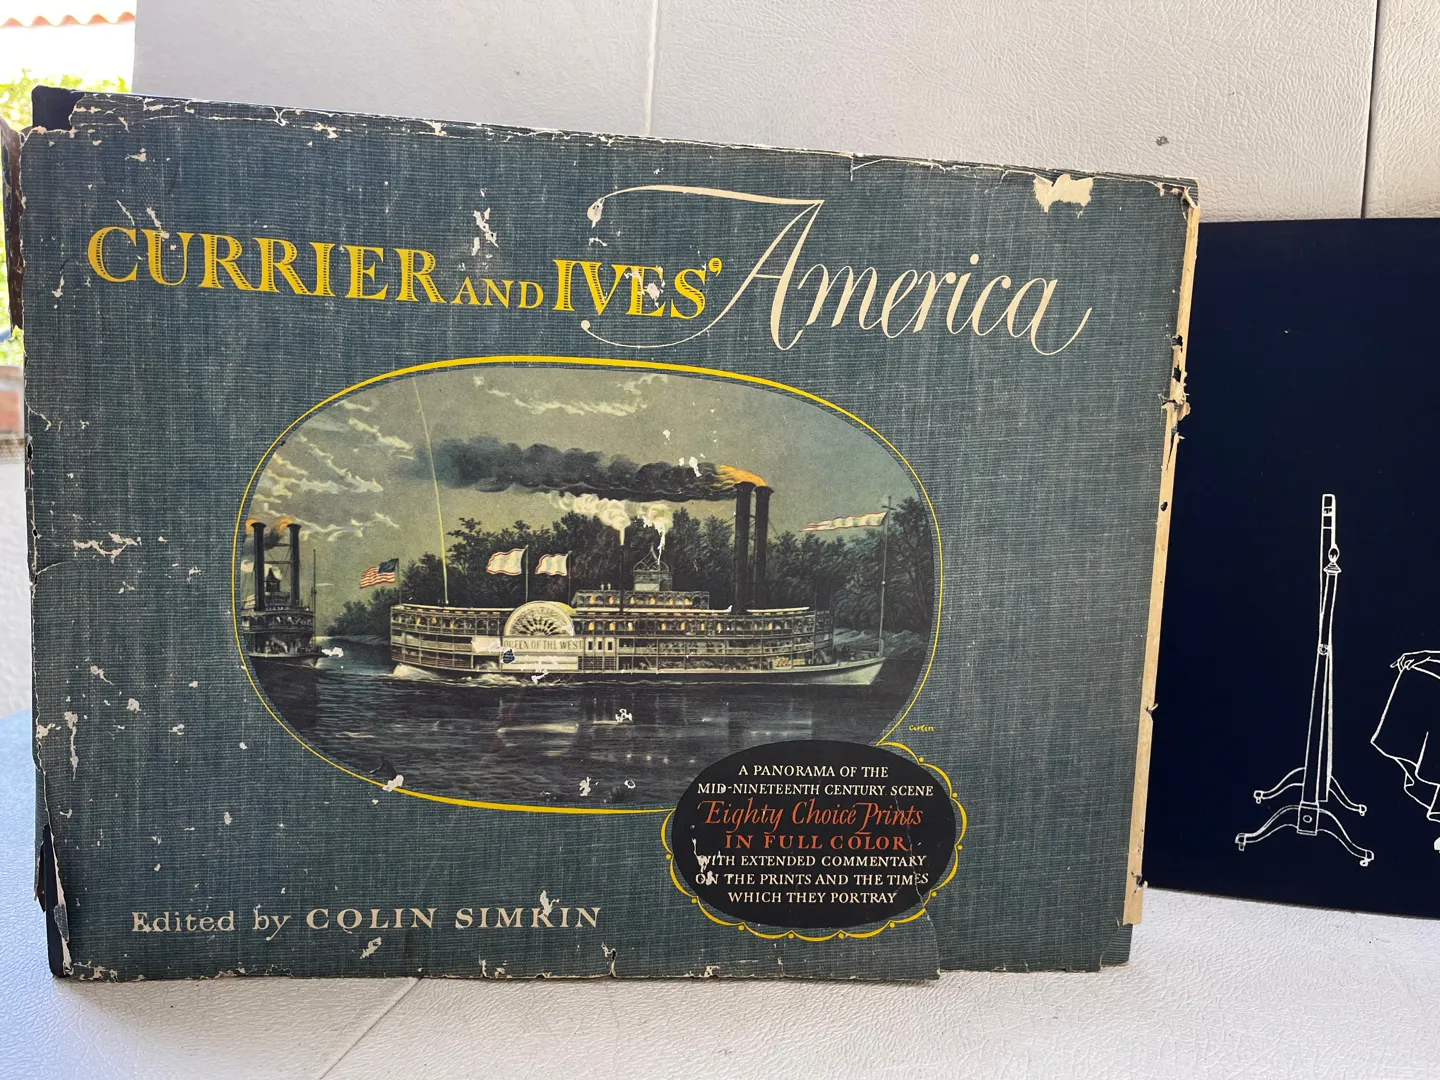 CURRIER AND IVES' America
QUEEN OF THE WEST
Carlin
A PANORAMA OF THE
MID-NINETEENTH CENTURY SCENE
Eighty Choice Prints
IN FULL COLOR
WITH EXTENDED COMMENTARY
ON THE PRINTS AND THE TIMES
WHICH THEY PORTRAY
Edited by COLIN SIMKIN